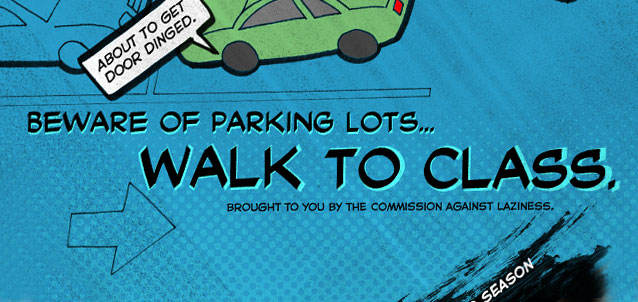 ABOUT TO GET
DOOR DINGED.
BEWARE OF PARKING LOTS...
WALK TO CLASS.
BROUGHT TO YOU BY THE COMMISSION AGAINST LAZINESS.
SEASON